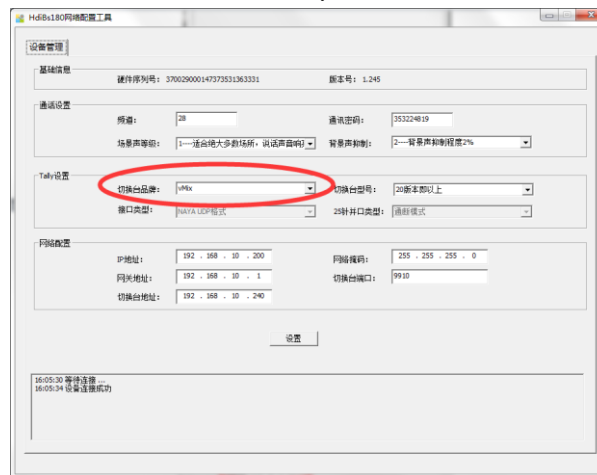 HdiBs180网络配置工具
设备管理
基础信息
硬件序列号: 37002900014737353136333​1 版本号: 1.245
通话设置
频道: 28 通讯密码: 353224819
场景声等级: 1----适合绝大多数场所，说话声音响 背景声抑制: 2----背景声抑制程度2%
Tally设置
切换台品牌: vMix 切换台型号: 20版本即以上
接口类型: NAYA UDP格式 25针并口类型: 通断模式
网络配置
IP地址: 192 . 168 . 10 . 200 网络掩码: 255 . 255 . 255 . 0
网关地址: 192 . 168 . 10 . 1 切换台端口: 9910
切换台地址: 192 . 168 . 10 . 240
设置
16:05:30 等待连接 ...
16:05:34 设备连接成功